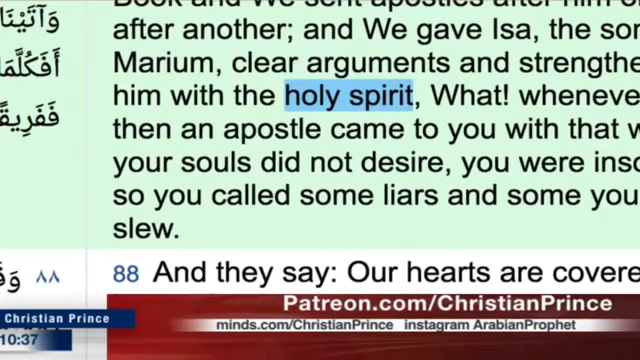 Book and We sent apostles after him o
وَآتَيْنَا
after another; and We gave Isa, the so
أَفَكُلَّمَا
Marium, clear arguments and strengthe
him with the holy spirit, What! whenever
فَفَرِيقًا
then an apostle came to you with that w
your souls did not desire, you were inso
so you called some liars and some you
slew.
٨٨
88 And they say: Our hearts are covere
Patreon.com/ChristianPrince
Christian Prince
minds.com/ChristianPrince instagram ArabianProphet
10:37